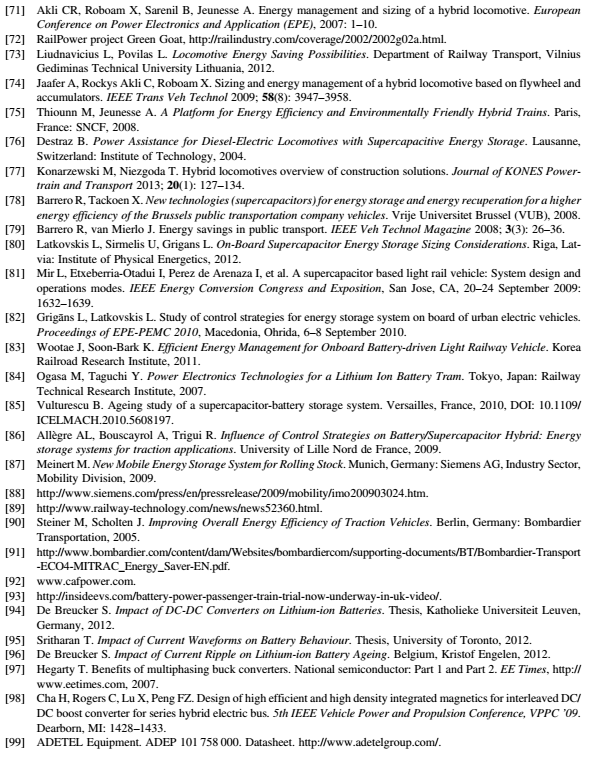 [71] Akli CR, Roboam X, Sarenil B, Jeunesse A. Energy management and sizing of a hybrid locomotive. European
Conference on Power Electronics and Application (EPE), 2007: 1–10.
[72] RailPower project Green Goat, http://railindustry.com/coverage/2002/2002g02a.html.
[73] Liudnavicius L, Povilas L. Locomotive Energy Saving Possibilities. Department of Railway Transport, Vilnius
Gediminas Technical University Lithuania, 2012.
[74] Jaafer A, Rockys Akli C, Roboam X. Sizing and energy management of a hybrid locomotive based on flywheel and
accumulators. IEEE Trans Veh Technol 2009; 58(8): 3947–3958.
[75] Thiounn M, Jeunesse A. A Platform for Energy Efficiency and Environmentally Friendly Hybrid Trains. Paris,
France: SNCF, 2008.
[76] Destraz B. Power Assistance for Diesel-Electric Locomotives with Supercapacitive Energy Storage. Lausanne,
Switzerland: Institute of Technology, 2004.
[77] Konarzewski M, Niezgoda T. Hybrid locomotives overview of construction solutions. Journal of KONES Power-
train and Transport 2013; 20(1): 127–134.
[78] Barrero R, Tackoen X. New technologies (supercapacitors) for energy storage and energy recuperation for a higher
energy efficiency of the Brussels public transportation company vehicles. Vrije Universitet Brussel (VUB), 2008.
[79] Barrero R, van Mierlo J. Energy savings in public transport. IEEE Veh Technol Magazine 2008; 3(3): 26–36.
[80] Latkovskis L, Sirmelis U, Grigans L. On-Board Supercapacitor Energy Storage Sizing Considerations. Riga, Lat-
via: Institute of Physical Energetics, 2012.
[81] Mir L, Etxeberria-Otadui I, Perez de Arenaza I, et al. A supercapacitor based light rail vehicle: System design and
operations modes. IEEE Energy Conversion Congress and Exposition, San Jose, CA, 20–24 September 2009:
1632–1639.
[82] Grigāns L, Latkovskis L. Study of control strategies for energy storage system on board of urban electric vehicles.
Proceedings of EPE-PEMC 2010, Macedonia, Ohrida, 6–8 September 2010.
[83] Wootae J, Soon-Bark K. Efficient Energy Management for Onboard Battery-driven Light Railway Vehicle. Korea
Railroad Research Institute, 2011.
[84] Ogasa M, Taguchi Y. Power Electronics Technologies for a Lithium Ion Battery Tram. Tokyo, Japan: Railway
Technical Research Institute, 2007.
[85] Vulturescu B. Ageing study of a supercapacitor-battery storage system. Versailles, France, 2010, DOI: 10.1109/
ICELMACH.2010.5608197.
[86] Allègre AL, Bouscayrol A, Trigui R. Influence of Control Strategies on Battery/Supercapacitor Hybrid: Energy
storage systems for traction applications. University of Lille Nord de France, 2009.
[87] Meinert M. New Mobile Energy Storage System for Rolling Stock. Munich, Germany: Siemens AG, Industry Sector,
Mobility Division, 2009.
[88] http://www.siemens.com/press/en/pressrelease/2009/mobility/imo200903024.htm.
[89] http://www.railway-technology.com/news/news52360.html.
[90] Steiner M, Scholten J. Improving Overall Energy Efficiency of Traction Vehicles. Berlin, Germany: Bombardier
Transportation, 2005.
[91] http://www.bombardier.com/content/dam/Websites/bombardiercom/supporting-documents/BT/Bombardier-Transport
-ECO4-MITRAC_Energy_Saver-EN.pdf.
[92] www.cafpower.com.
[93] http://insideevs.com/battery-power-passenger-train-trial-now-underway-in-uk-video/.
[94] De Breucker S. Impact of DC-DC Converters on Lithium-ion Batteries. Thesis, Katholieke Universiteit Leuven,
Germany, 2012.
[95] Sritharan T. Impact of Current Waveforms on Battery Behaviour. Thesis, University of Toronto, 2012.
[96] De Breucker S. Impact of Current Ripple on Lithium-ion Battery Ageing. Belgium, Kristof Engelen, 2012.
[97] Hegarty T. Benefits of multiphasing buck converters. National semiconductor: Part 1 and Part 2. EE Times, http://
www.eetimes.com, 2007.
[98] Cha H, Rogers C, Lu X, Peng FZ. Design of high efficient and high density integrated magnetics for interleaved DC/
DC boost converter for series hybrid electric bus. 5th IEEE Vehicle Power and Propulsion Conference, VPPC '09.
Dearborn, MI: 1428–1433.
[99] ADETEL Equipment. ADEP 101 758 000. Datasheet. http://www.adetelgroup.com/.